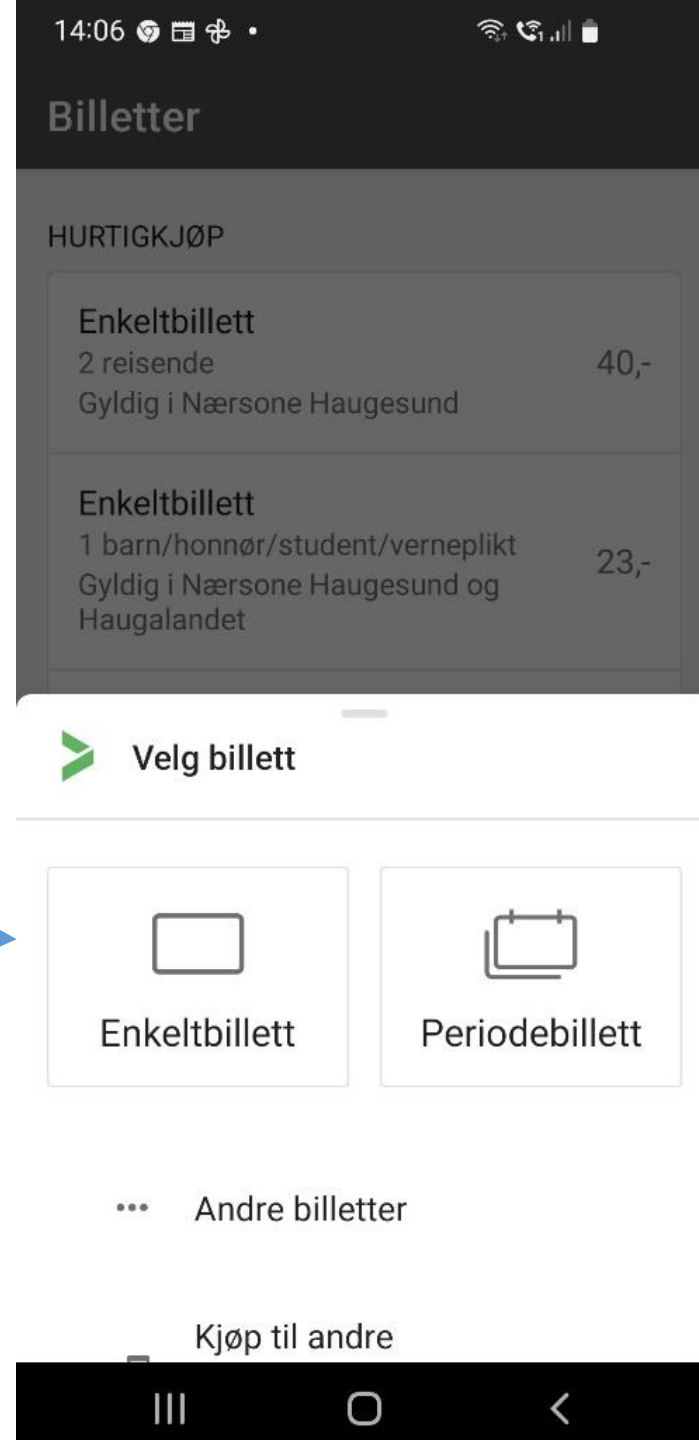 14:06
Billetter
HURTIGKJØP
Enkeltbillett
2 reisende
40,-
Gyldig i Nærsone Haugesund
Enkeltbillett
1 barn/honnør/student/verneplikt
23,-
Gyldig i Nærsone Haugesund og
Haugalandet
Velg billett
Enkeltbillett
Periodebillett
Andre billetter
Kjøp til andre